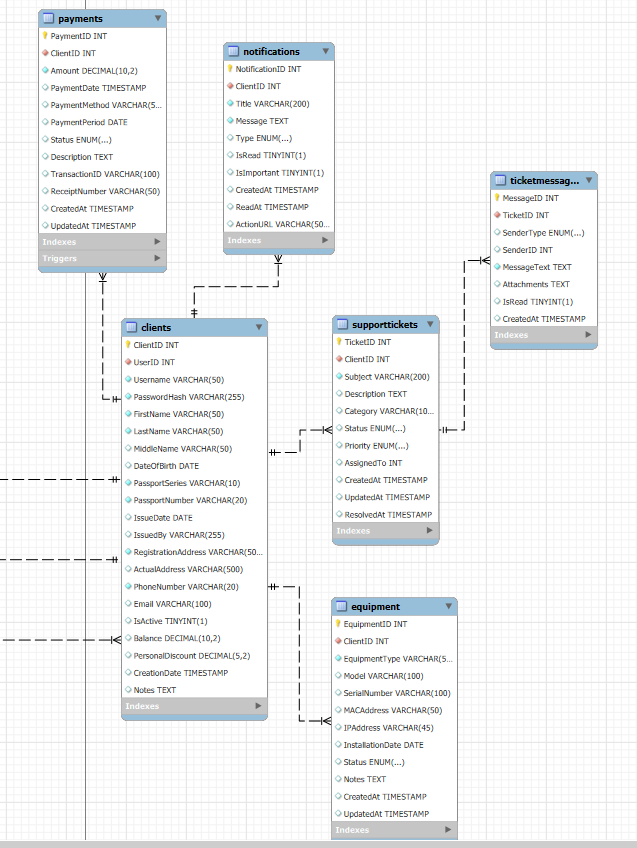 payments
PaymentID INT
ClientID INT
Amount DECIMAL(10,2)
PaymentDate TIMESTAMP
PaymentMethod VARCHAR(5...
PaymentPeriod DATE
Status ENUM(...)
Description TEXT
TransactionID VARCHAR(100)
ReceiptNumber VARCHAR(50)
CreatedAt TIMESTAMP
UpdatedAt TIMESTAMP
Indexes
Triggers
notifications
NotificationID INT
ClientID INT
Title VARCHAR(200)
Message TEXT
Type ENUM(...)
IsRead TINYINT(1)
IsImportant TINYINT(1)
CreatedAt TIMESTAMP
ReadAt TIMESTAMP
ActionURL VARCHAR(50...
Indexes
ticketmessag...
MessageID INT
TicketID INT
SenderType ENUM(...)
SenderID INT
MessageText TEXT
Attachments TEXT
IsRead TINYINT(1)
CreatedAt TIMESTAMP
Indexes
clients
ClientID INT
UserID INT
Username VARCHAR(50)
PasswordHash VARCHAR(255)
FirstName VARCHAR(50)
LastName VARCHAR(50)
MiddleName VARCHAR(50)
DateOfBirth DATE
PassportSeries VARCHAR(10)
PassportNumber VARCHAR(20)
IssueDate DATE
IssuedBy VARCHAR(255)
RegistrationAddress VARCHAR(50...
ActualAddress VARCHAR(500)
PhoneNumber VARCHAR(20)
Email VARCHAR(100)
IsActive TINYINT(1)
Balance DECIMAL(10,2)
PersonalDiscount DECIMAL(5,2)
CreationDate TIMESTAMP
Notes TEXT
Indexes
supporttickets
TicketID INT
ClientID INT
Subject VARCHAR(200)
Description TEXT
Category VARCHAR(10...
Status ENUM(...)
Priority ENUM(...)
AssignedTo INT
CreatedAt TIMESTAMP
UpdatedAt TIMESTAMP
ResolvedAt TIMESTAMP
Indexes
equipment
EquipmentID INT
ClientID INT
EquipmentType VARCHAR(5...
Model VARCHAR(100)
SerialNumber VARCHAR(100)
MACAddress VARCHAR(50)
IPAddress VARCHAR(45)
InstallationDate DATE
Status ENUM(...)
Notes TEXT
CreatedAt TIMESTAMP
UpdatedAt TIMESTAMP
Indexes